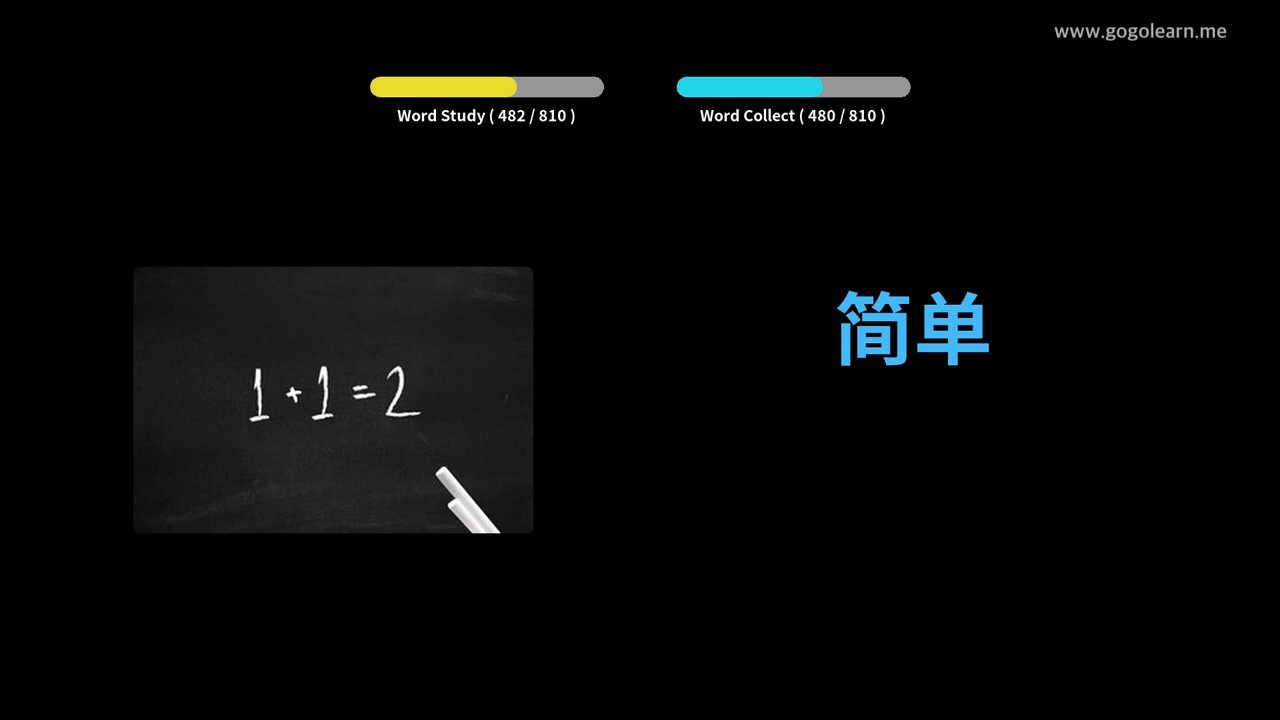 www.gogolearn.me
Word Study ( 482 / 810 )
Word Collect ( 480 / 810 )
简单
1 + 1 = 2